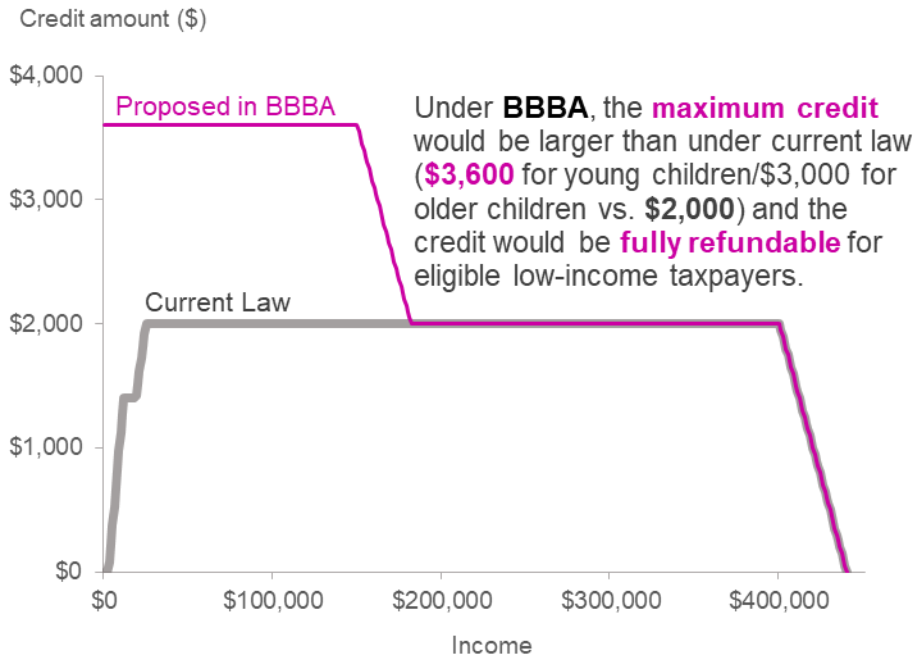 Credit amount ($)
$4,000
Proposed in BBBA
Under BBBA, the maximum credit
would be larger than under current law
($3,600 for young children/$3,000 for
older children vs. $2,000) and the
credit would be fully refundable for
eligible low-income taxpayers.
$3,000
Current Law
$2,000
$1,000
$0
$0 $100,000 $200,000 $300,000 $400,000
Income